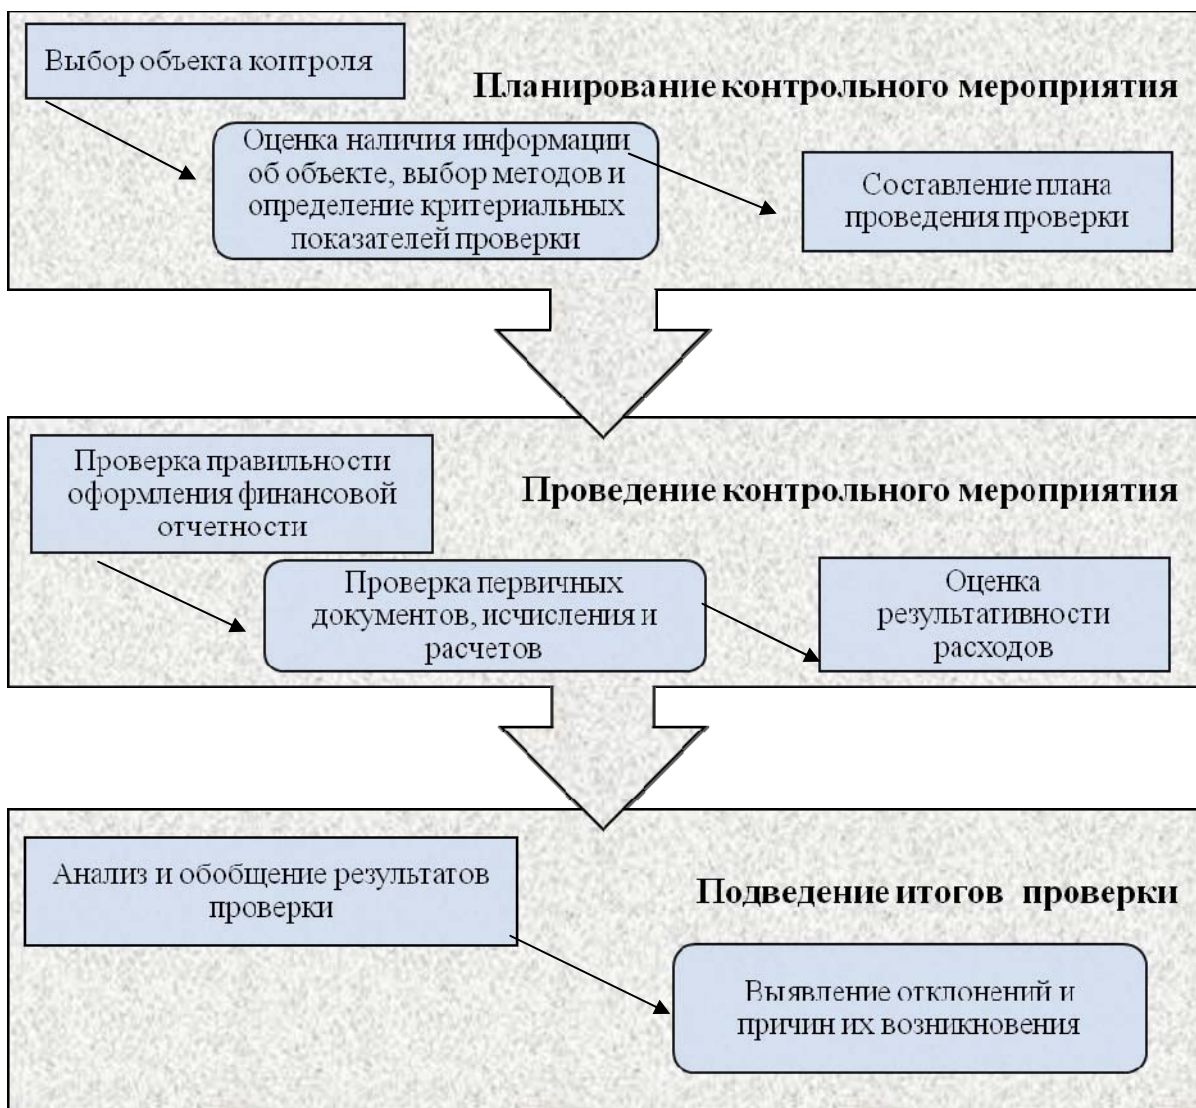 Выбор объекта контроля
Планирование контрольного мероприятия
Оценка наличия информации
об объекте, выбор методов и
определение критериальных
показателей проверки
Составление плана
проведения проверки
Проверка правильности
оформления финансовой
отчетности
Проведение контрольного мероприятия
Проверка первичных
документов, исчисления и
расчетов
Оценка
результативности
расходов
Анализ и обобщение результатов
проверки
Подведение итогов проверки
Выявление отклонений и
причин их возникновения